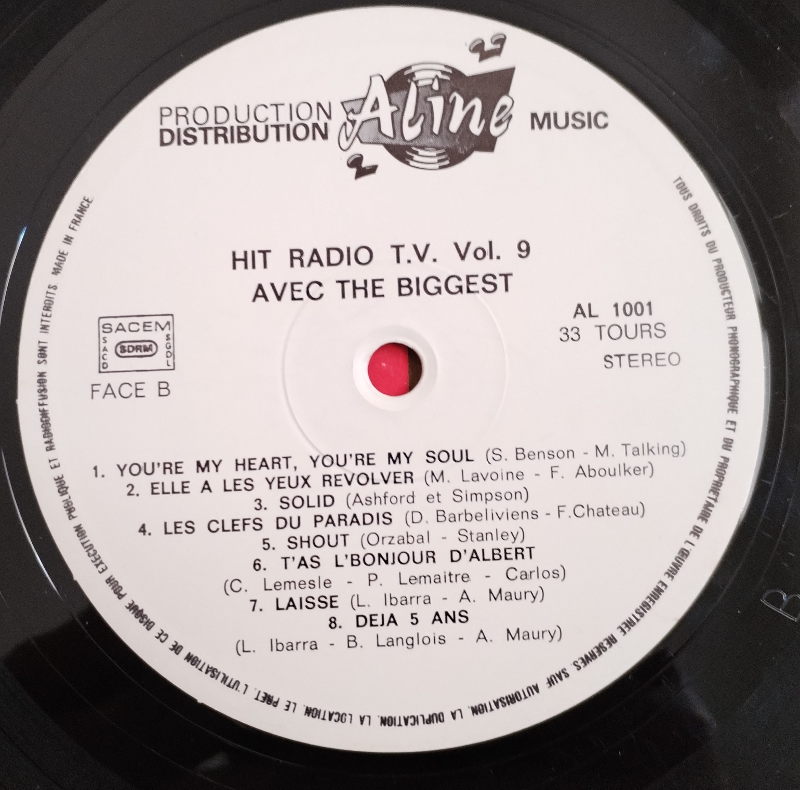 PRODUCTION
DISTRIBUTION
Aline
MUSIC
HIT RADIO T.V. Vol. 9
AVEC THE BIGGEST
SACEM
SACD
SDRM
SGDL
FACE B
AL 1001
33 TOURS
STEREO
1. YOU'RE MY HEART, YOU'RE MY SOUL (S. Benson - M. Talking)
2. ELLE A LES YEUX REVOLVER (M. Lavoine - F. Aboulker)
3. SOLID (Ashford et Simpson)
4. LES CLEFS DU PARADIS (D. Barbeliviens - F.Chateau)
5. SHOUT (Orzabal - Stanley)
6. T'AS L'BONJOUR D'ALBERT
(C. Lemesle - P. Lemaitre - Carlos)
7. LAISSE (L. Ibarra - A. Maury)
8. DEJA 5 ANS
(L. Ibarra - B. Langlois - A. Maury)
TOUS DROITS DU PRODUCTEUR PHONOGRAPHIQUE ET DU PROPRIETAIRE DE L'ŒUVRE ENREGISTREE RESERVES. SAUF AUTORISATION, LA DUPLICATION, LA LOCATION, LE PRET, L'UTILISATION DE CE DISQUE POUR EXECUTION PUBLIQUE ET RADIODIFFUSION SONT INTERDITS. MADE IN FRANCE
B